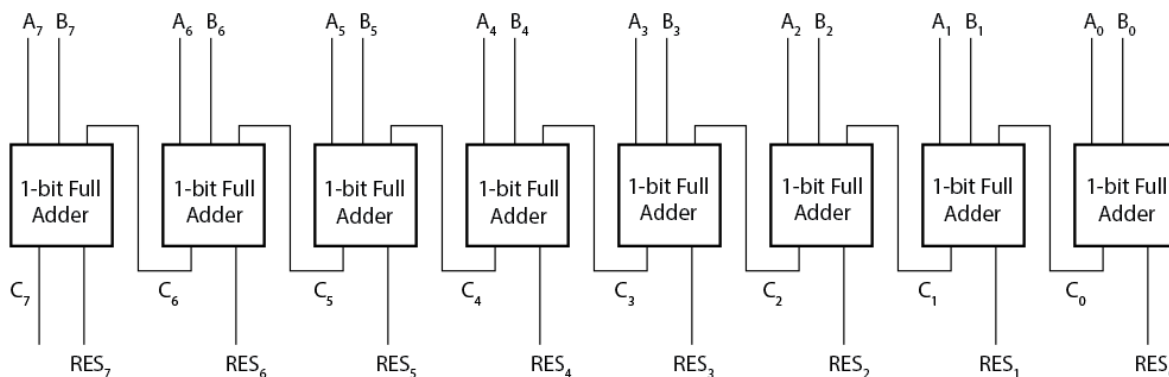 A₇ B₇ A₆ B₆ A₅ B₅ A₄ B₄ A₃ B₃ A₂ B₂ A₁ B₁ A₀ B₀
1-bit Full 1-bit Full 1-bit Full 1-bit Full 1-bit Full 1-bit Full 1-bit Full 1-bit Full
Adder Adder Adder Adder Adder Adder Adder Adder
C₇ C₆ C₅ C₄ C₃ C₂ C₁ C₀
RES₇ RES₆ RES₅ RES₄ RES₃ RES₂ RES₁ RES